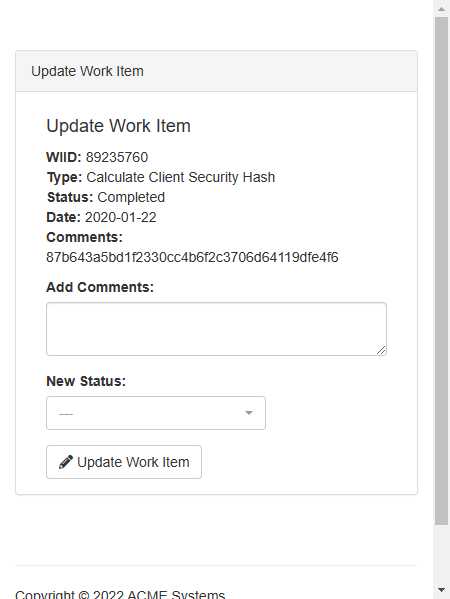 Update Work Item
Update Work Item
WIID: 89235760
Type: Calculate Client Security Hash
Status: Completed
Date: 2020-01-22
Comments:
87b643a5bd1f2330cc4b6f2c3706d64119dfe4f6
Add Comments:
New Status:
---
Update Work Item
Copyright © 2022 ACME Systems